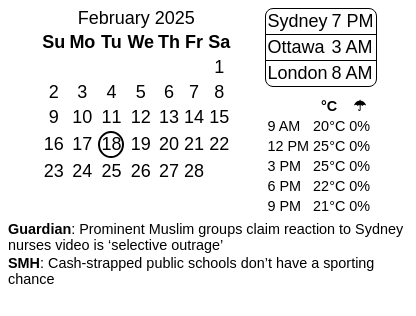 February 2025
Su Mo Tu We Th Fr Sa
1
2 3 4 5 6 7 8
9 10 11 12 13 14 15
16 17 18 19 20 21 22
23 24 25 26 27 28
Sydney 7 PM
Ottawa 3 AM
London 8 AM
°C ☂
9 AM 20°C 0%
12 PM 25°C 0%
3 PM 25°C 0%
6 PM 22°C 0%
9 PM 21°C 0%
Guardian: Prominent Muslim groups claim reaction to Sydney
nurses video is ‘selective outrage’
SMH: Cash-strapped public schools don’t have a sporting
chance